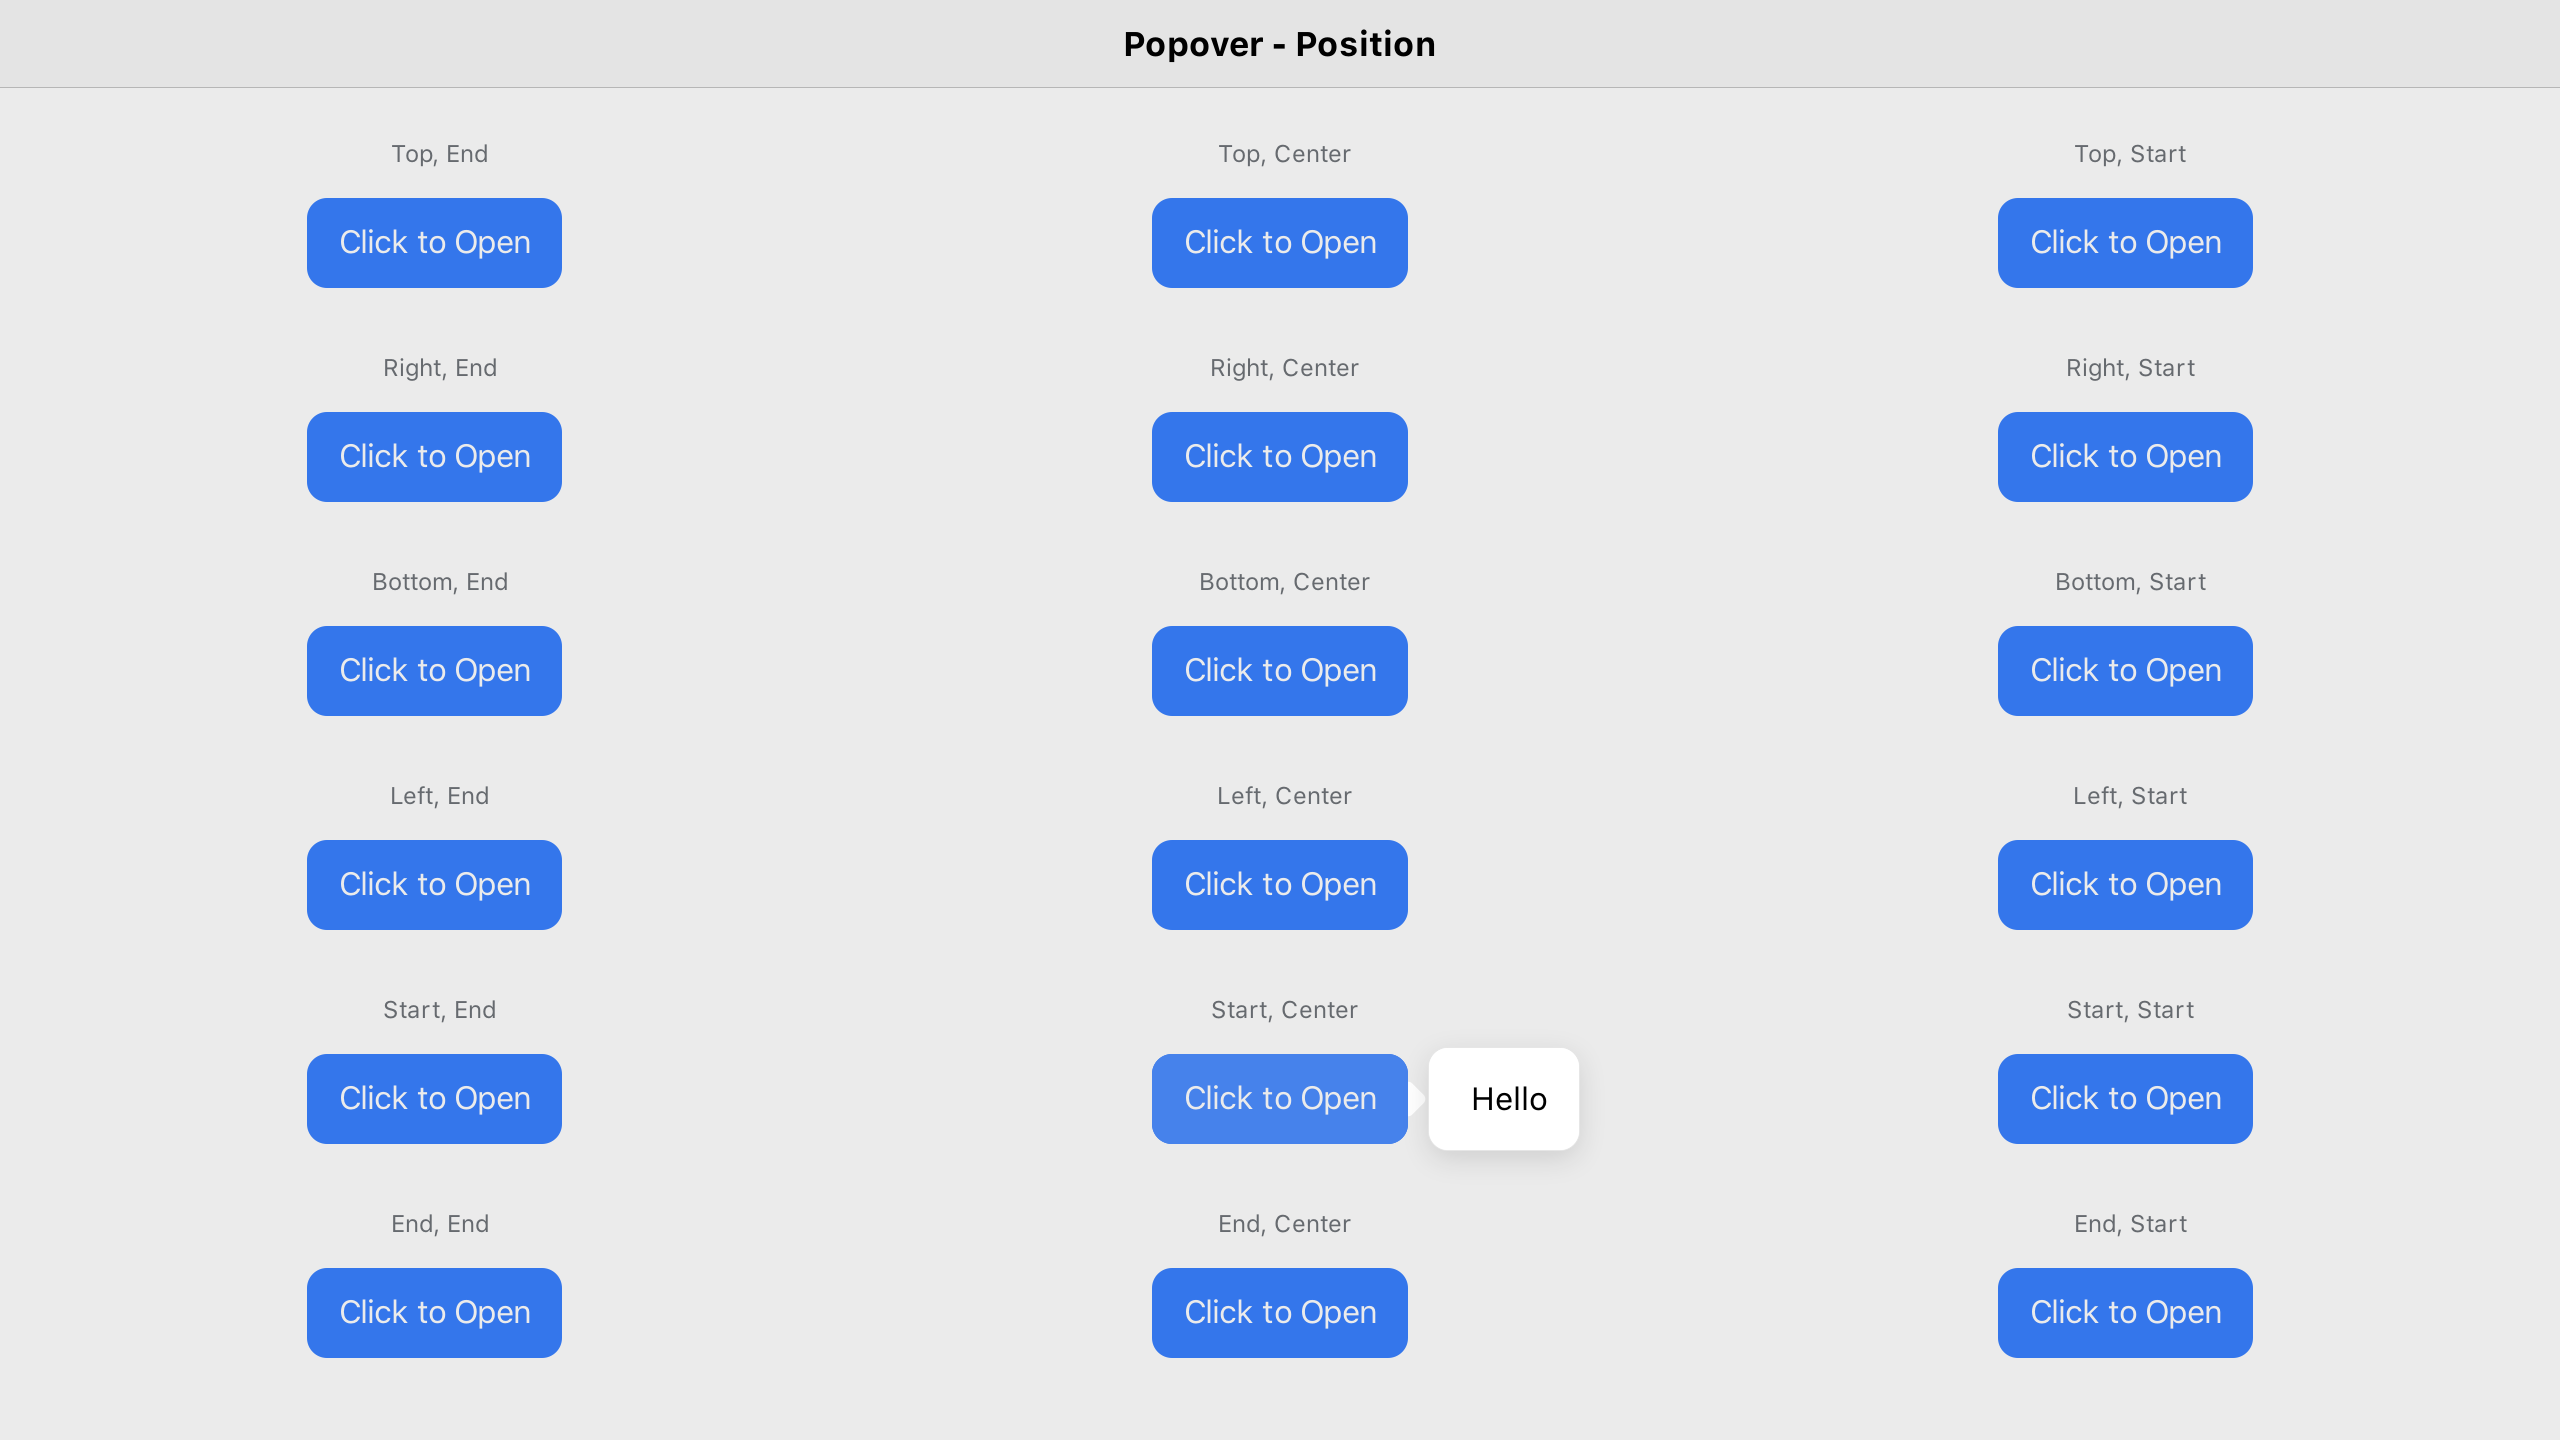 Popover - Position
Top, End
Top, Center
Top, Start
Click to Open
Click to Open
Click to Open
Right, End
Right, Center
Right, Start
Click to Open
Click to Open
Click to Open
Bottom, End
Bottom, Center
Bottom, Start
Click to Open
Click to Open
Click to Open
Left, End
Left, Center
Left, Start
Click to Open
Click to Open
Click to Open
Start, End
Start, Center
Start, Start
Click to Open
Click to Open
Hello
Click to Open
End, End
End, Center
End, Start
Click to Open
Click to Open
Click to Open